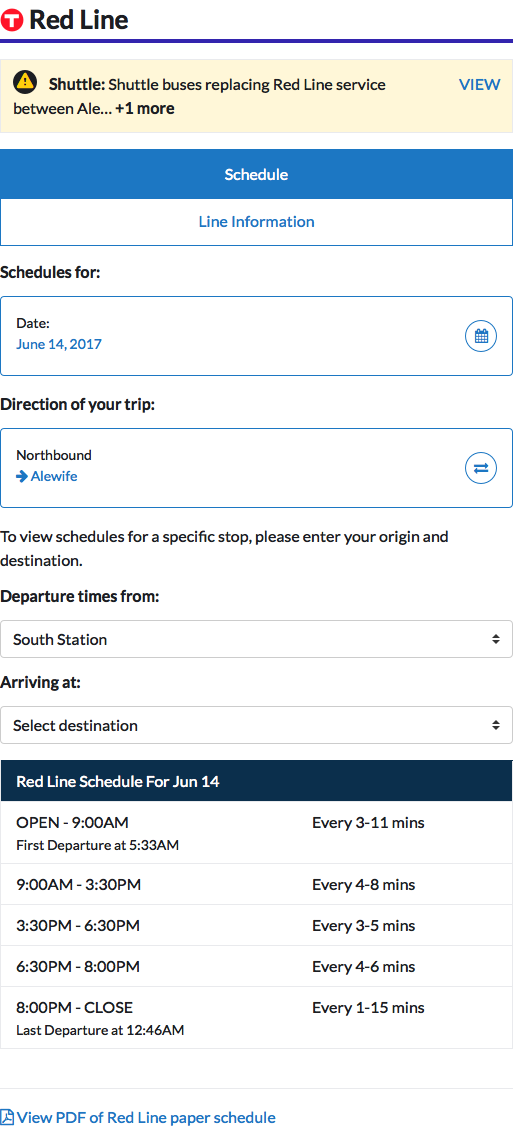 T Red Line
Shuttle: Shuttle buses replacing Red Line service
between Ale... +1 more
VIEW
Schedule
Line Information
Schedules for:
Date:
June 14, 2017
Direction of your trip:
Northbound
Alewife
To view schedules for a specific stop, please enter your origin and
destination.
Departure times from:
South Station
Arriving at:
Select destination
Red Line Schedule For Jun 14
OPEN - 9:00AM Every 3-11 mins
First Departure at 5:33AM
9:00AM - 3:30PM Every 4-8 mins
3:30PM - 6:30PM Every 3-5 mins
6:30PM - 8:00PM Every 4-6 mins
8:00PM - CLOSE Every 1-15 mins
Last Departure at 12:46AM
View PDF of Red Line paper schedule